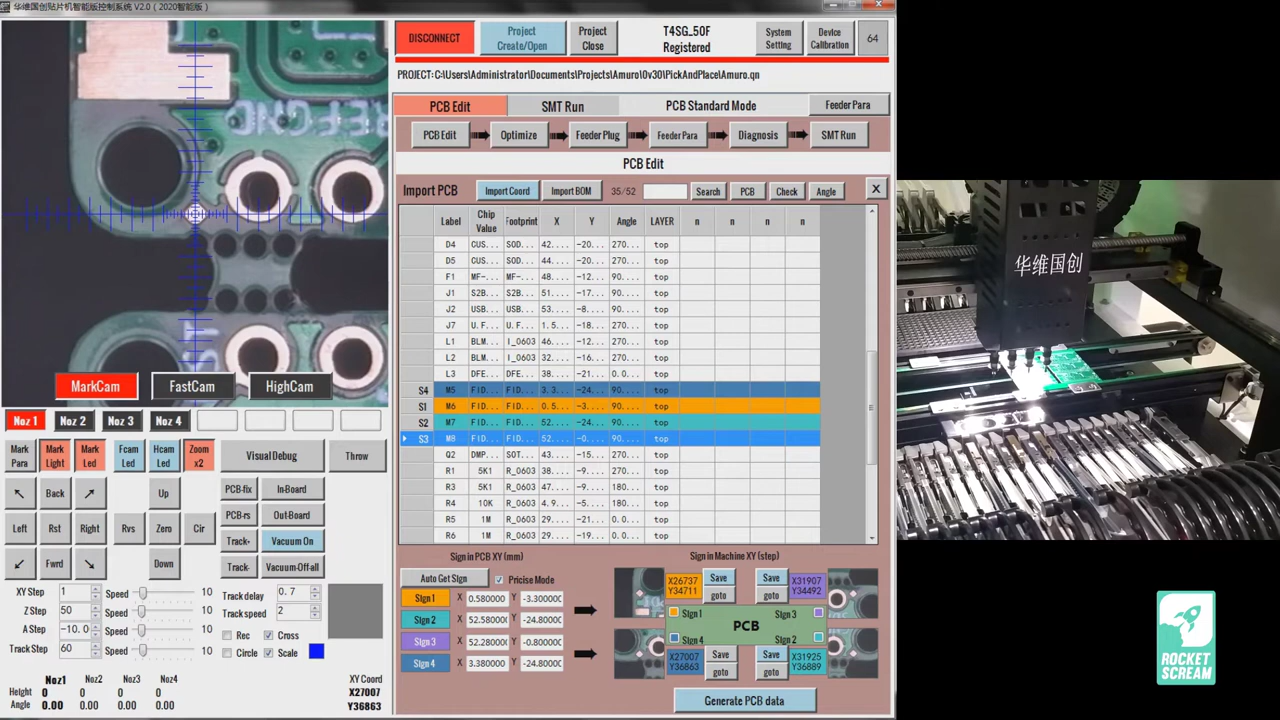 华维国创贴片机智能版控制系统 V2.0 (2020智能版)
REFGND
MarkCam FastCam HighCam
Noz 1 Noz 2 Noz 3 Noz 4
Mark Para Mark Light Mark Led Fcam Led Hcam Led Zoom x2 Visual Debug Throw
↖ Back ↗ Up PCB-fix In-Board
Left Rst Right Rvs Zero Cir PCB-rs Out-Board
Track+ Vacuum On
↙ Fwrd ↘ Down Track- Vacuum-Off-all
XY Step 1 Speed 10 Track delay 0. 7
Z Step 50 Speed 10 Track speed 2
A Step -10. 0 Speed 10 Rec Cross
Track Step 60 Speed 10 Circle Scale
Noz1 Noz2 Noz3 Noz4 XY Coord
Height 0 0 0 0 X27007
Angle 0.00 0.00 0.00 0.00 Y36863
DISCONNECT Project Create/Open Project Close T4SG_50F Registered System Setting Device Calibration 64
PROJECT: C:\Users\Administrator\Documents\Projects\Amuro\0v30\PickAndPlace\Amuro.qn
PCB Edit SMT Run PCB Standard Mode Feeder Para
PCB Edit Optimize Feeder Plug Feeder Para Diagnosis SMT Run
PCB Edit
Import PCB Import Coord Import BOM 35/52 Search PCB Check Angle X
Label Chip Value Footprint X Y Angle LAYER n n n n
D4 CUS... SOD... 42.... -20... 270... top
D5 CUS... SOD... 44.... -20... 270... top
F1 MF-... MF-... 48.... -12... 90.... top
J1 S2B... S2B... 51.... -17... 90.... top
J2 USB... USB... 53.... -8.... 90.... top
J7 U. F... U. F... 1.5... -18... 270... top
L1 BLM... I_0603 46.... -12... 270... top
L2 BLM... I_0603 32.... -16... 270... top
L3 DFE... DFE... 38.... -21... 0.0... top
S4 M5 FID... FID... 3.3... -24... 90.... top
S1 M6 FID... FID... 0.5... -3.... 90.... top
S2 M7 FID... FID... 52.... -24... 90.... top
S3 M8 FID... FID... 52.... -0.... 90.... top
Q2 DMP... SOT... 43.... -15... 90.... top
R1 5K1 R_0603 38.... -9.... 270... top
R3 5K1 R_0603 47.... -9.... 180... top
R4 10K R_0603 4.9... -5.... 180... top
R5 1M R_0603 29.... -21... 0.0... top
R6 1M R_0603 29.... -19... 0.0... top
Sign in PCB XY (mm) Sign in Machine XY (step)
Auto Get Sign Pricise Mode
Sign 1 X 0.580000 Y -3.30000(
Sign 2 X 52.58000( Y -24.8000(
Sign 3 X 52.28000( Y -0.80000(
Sign 4 X 3.380000 Y -24.8000(
X26737 Y34711 Save goto Save goto X31907 Y34492
Sign 1 Sign 3
PCB
Sign 4 Sign 2
X27007 Y36863 Save goto Save goto X31925 Y36889
Generate PCB data
华维国创
ROCKET
SCREAM